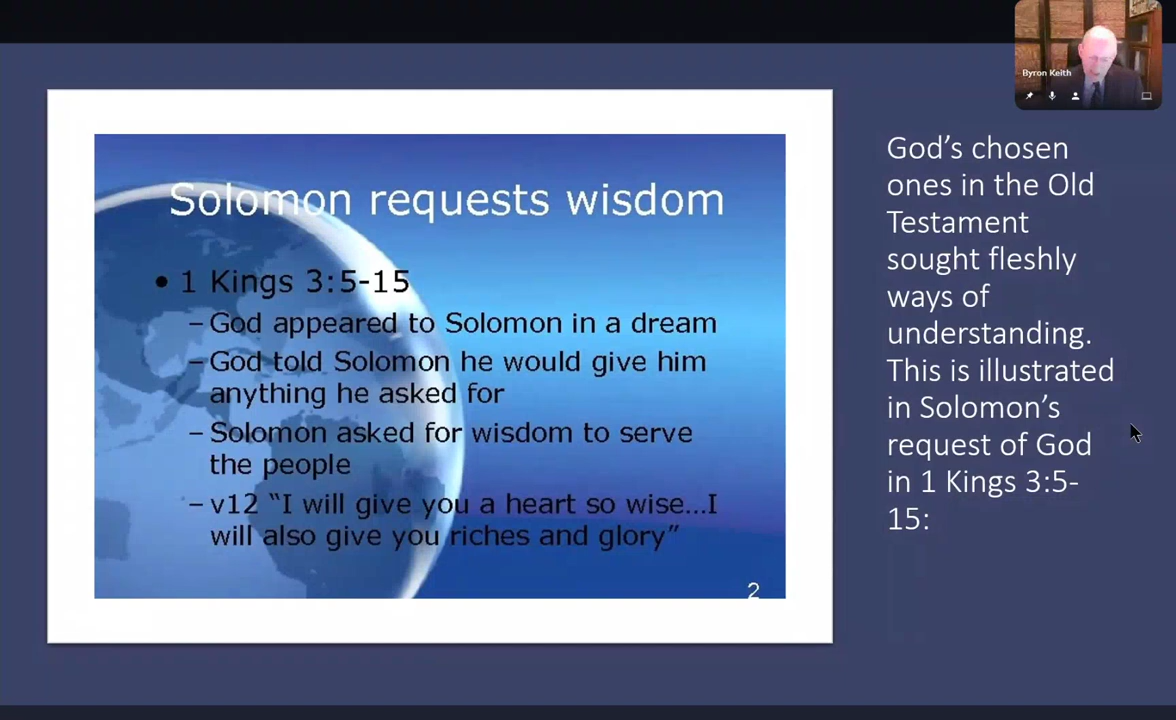 Byron Keith
Solomon requests wisdom
• 1 Kings 3:5-15
–God appeared to Solomon in a dream
–God told Solomon he would give him
anything he asked for
–Solomon asked for wisdom to serve
the people
–v12 “I will give you a heart so wise…I
will also give you riches and glory”
2
God’s chosen
ones in the Old
Testament
sought fleshly
ways of
understanding.
This is illustrated
in Solomon’s
request of God
in 1 Kings 3:5-
15: